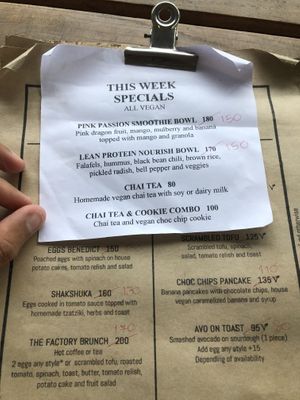 THIS WEEK
SPECIALS
ALL VEGAN
PINK PASSION SMOOTHIE BOWL 180 150
Pink dragon fruit, mango, mulberry and banana
topped with mango and granola
LEAN PROTEIN NOURISH BOWL 170 150
Falafels, hummus, black bean chili, brown rice,
pickled radish, bell pepper and veggies
CHAI TEA 80
Homemade vegan chai tea with soy or dairy milk
CHAI TEA & COOKIE COMBO 100
Chai tea and vegan choc chip cookie
EGGS BENEDICT 150
Poached eggs with spinach on house
potato cakes, tomato relish and salad
SHAKSHUKA 160 130
Eggs cooked in tomato sauce topped with
homemade tzatziki, herbs and toast
170
THE FACTORY BRUNCH 200
Hot coffee or tea
2 eggs any style* or scrambled tofu, roasted
tomato, spinach, toast, butter, tomato relish,
potato cake and fruit salad
SCRAMBLED TOFU 125 V
Scrambled tofu, spinach,
salad, tomato relish and toast
110
CHOC CHIPS PANCAKE 135 V
Banana pancakes with chocolate chips, house
vegan caramelized banana and syrup
AVO ON TOAST 95 V
Smashed avocado on sourdough (1 piece)
Add egg any style +15
Depending of availability